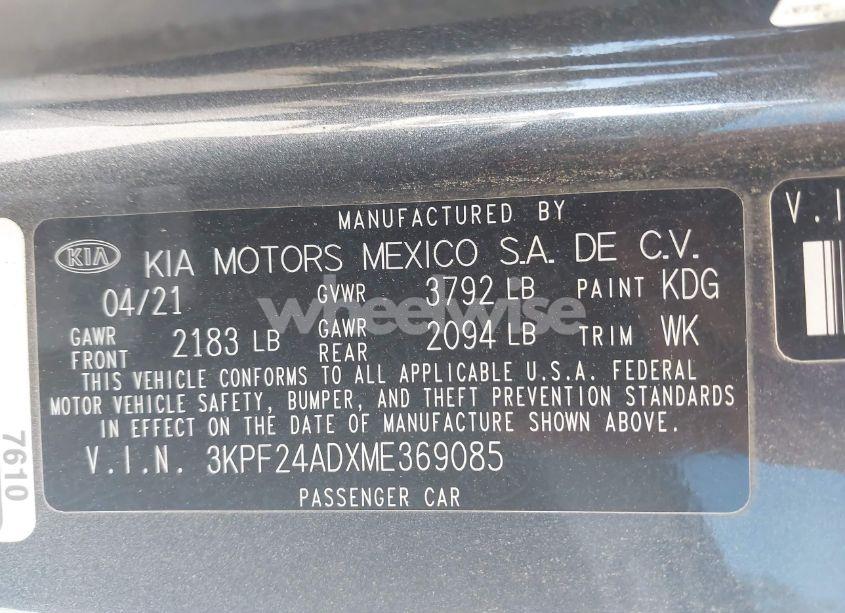 MANUFACTURED BY
KIA KIA MOTORS MEXICO S.A. DE C.V.
04/21 GVWR 3792 LB PAINT KDG
GAWR FRONT 2183 LB GAWR REAR 2094 LB TRIM WK
THIS VEHICLE CONFORMS TO ALL APPLICABLE U.S.A. FEDERAL
MOTOR VEHICLE SAFETY, BUMPER, AND THEFT PREVENTION STANDARDS
IN EFFECT ON THE DATE OF MANUFACTURE SHOWN ABOVE.
V.I.N. 3KPF24ADXME369085
PASSENGER CAR
wheelwise
7610
V.I